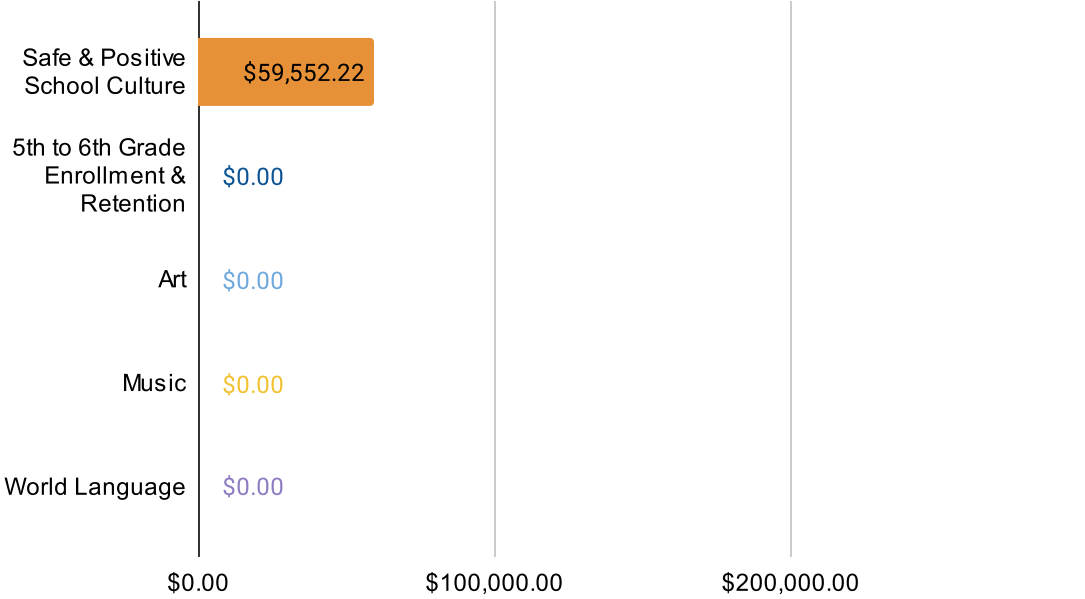 Safe & Positive
School Culture
$59,552.22
5th to 6th Grade
Enrollment &
Retention
$0.00
Art
$0.00
Music
$0.00
World Language
$0.00
$0.00
$100,000.00
$200,000.00